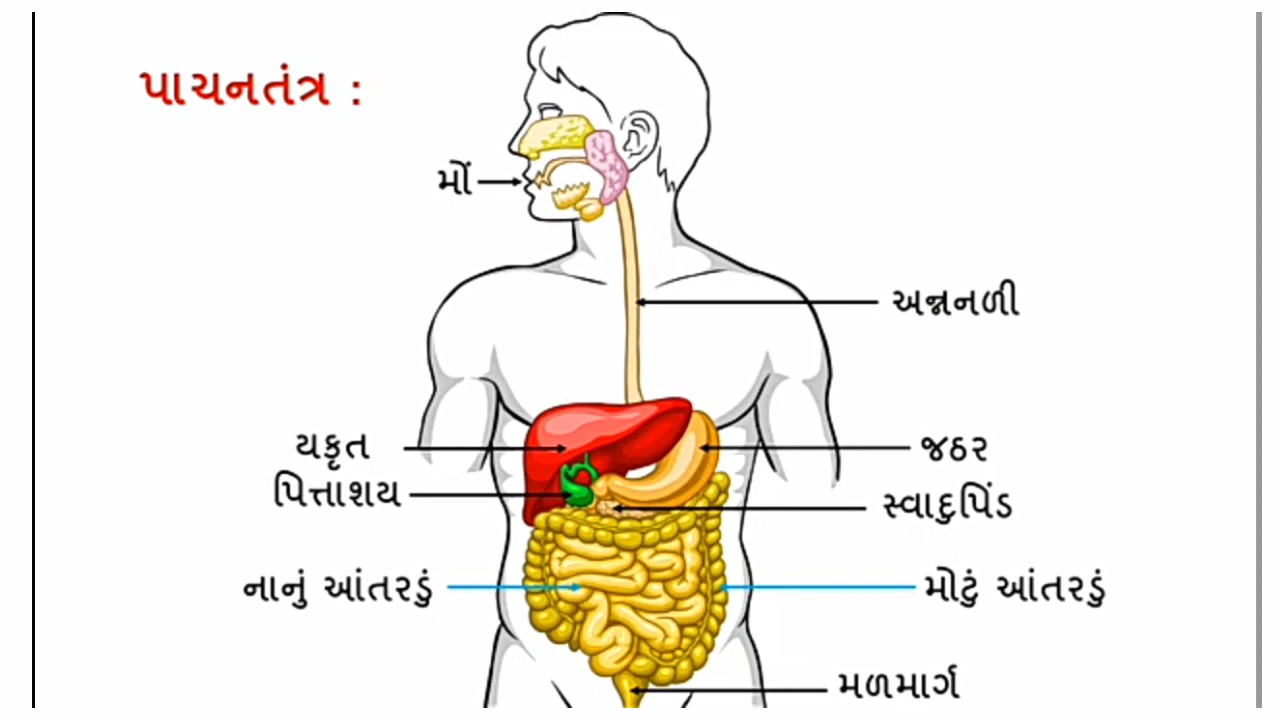 પાચનતંત્ર :
મોં
અન્નનળી
યકૃત
જઠર
પિત્તાશય
સ્વાદુપિંડ
નાનું આંતરડું
મોટું આંતરડું
મળમાર્ગ